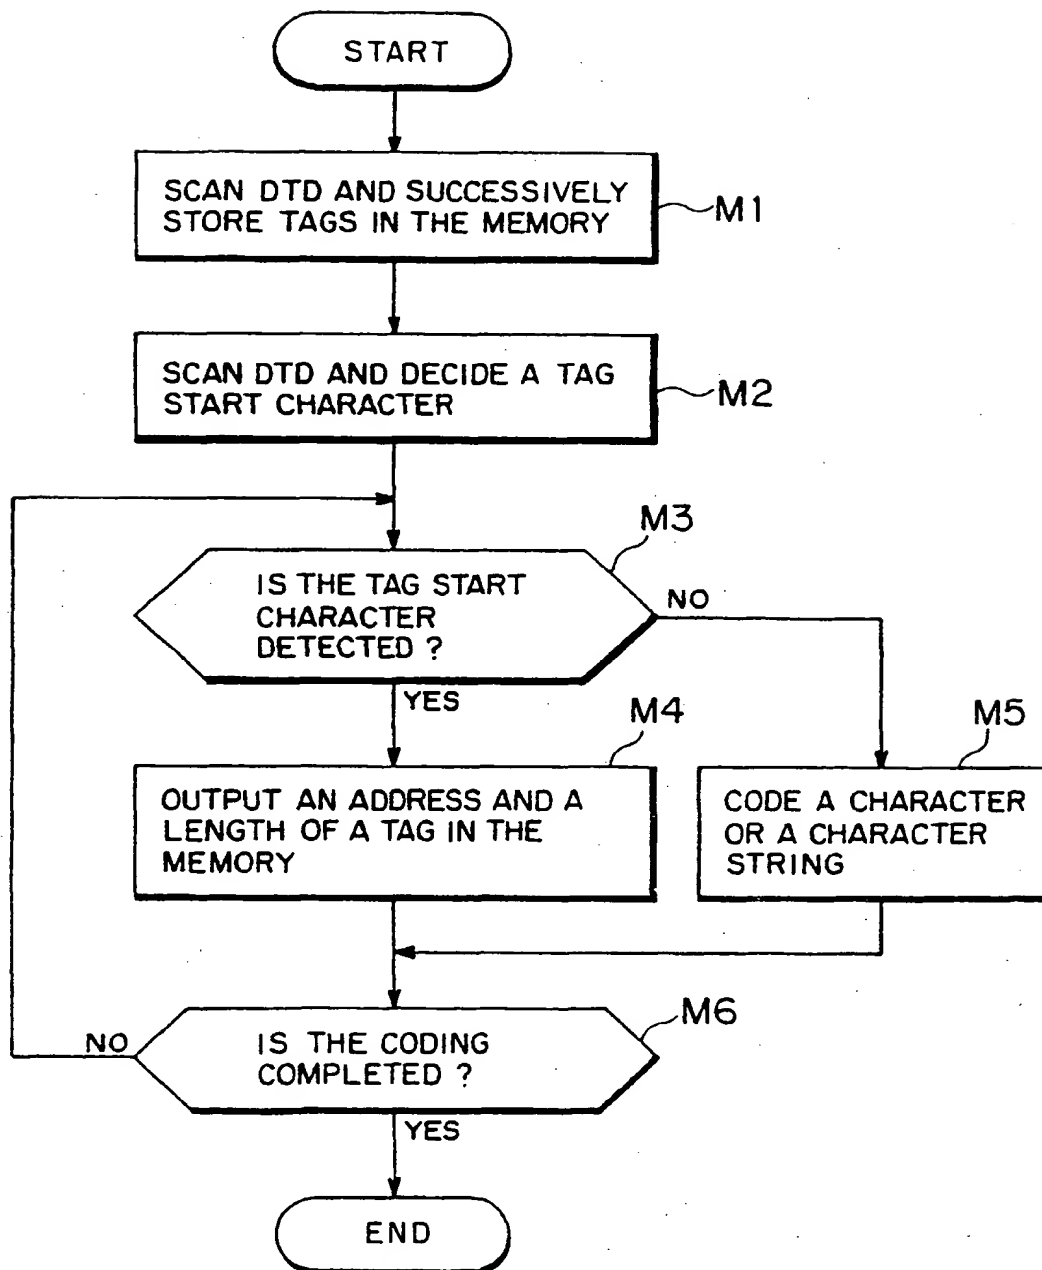 START
SCAN DTD AND SUCCESSIVELY
STORE TAGS IN THE MEMORY
M1
SCAN DTD AND DECIDE A TAG
START CHARACTER
M2
M3
IS THE TAG START
CHARACTER
DETECTED ?
NO
YES
M4
M5
OUTPUT AN ADDRESS AND A
LENGTH OF A TAG IN THE
MEMORY
CODE A CHARACTER
OR A CHARACTER
STRING
M6
IS THE CODING
COMPLETED ?
NO
YES
END